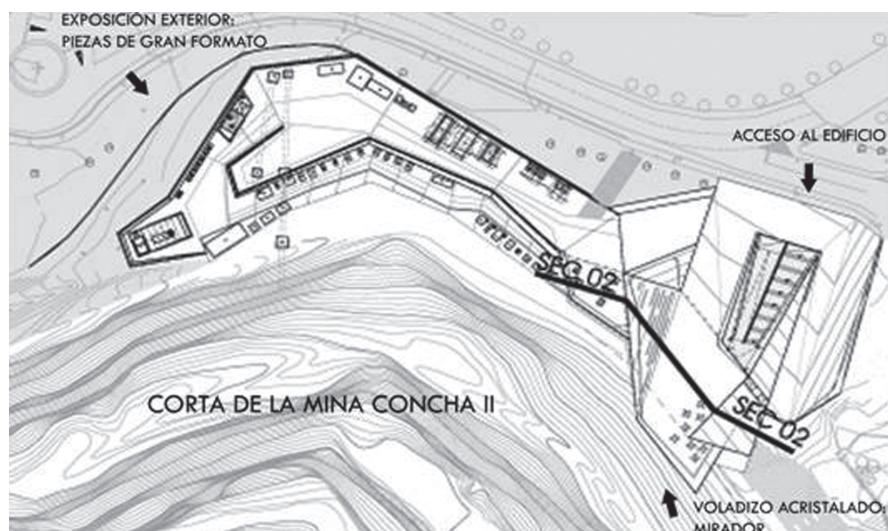 EXPOSICIÓN EXTERIOR:
PIEZAS DE GRAN FORMATO
ACCESO AL EDIFICIO
SEC 02
CORTA DE LA MINA CONCHA II
SEC 02
VOLADIZO ACRISTALADO,
MIRADOR